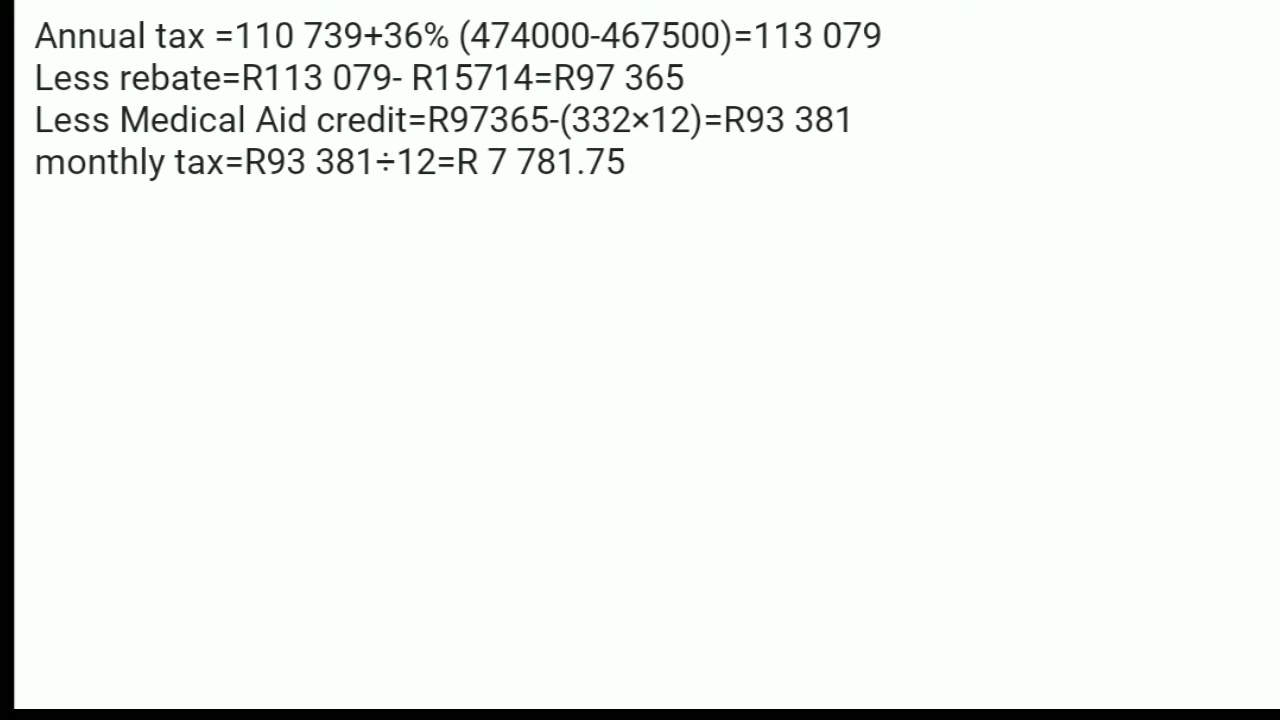 Annual tax =110 739+36% (474000-467500)=113 079
Less rebate=R113 079- R15714=R97 365
Less Medical Aid credit=R97365-(332×12)=R93 381
monthly tax=R93 381÷12=R 7 781.75